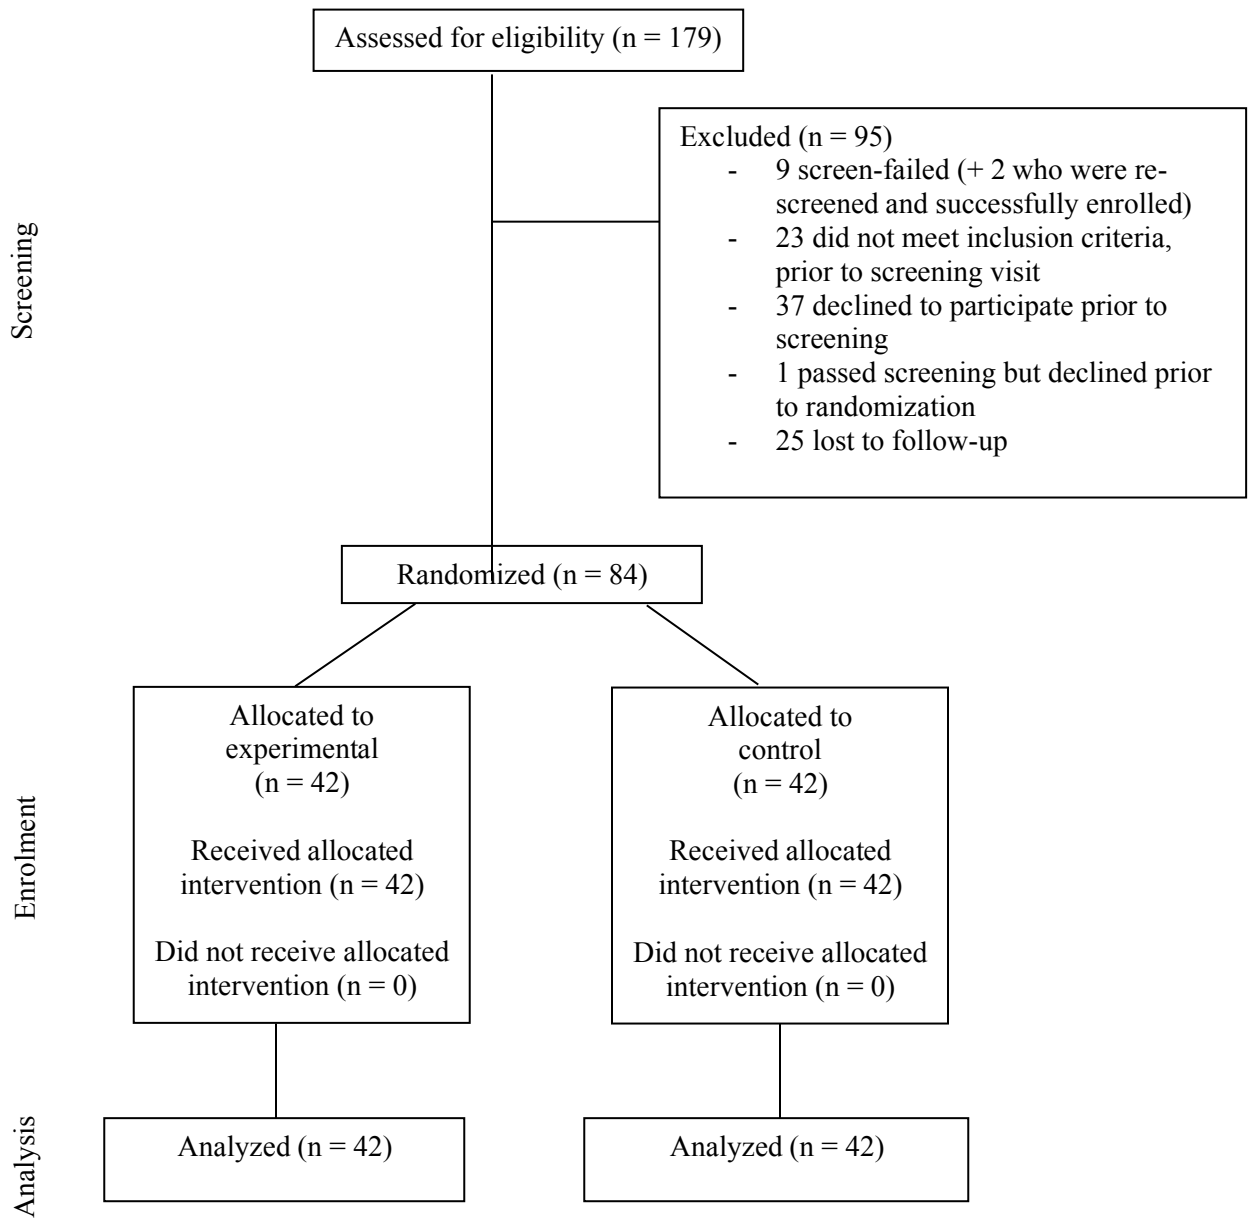 Assessed for eligibility (n = 179)
Excluded (n = 95)
- 9 screen-failed (+ 2 who were re-
screened and successfully enrolled)
- 23 did not meet inclusion criteria,
prior to screening visit
- 37 declined to participate prior to
screening
- 1 passed screening but declined prior
to randomization
- 25 lost to follow-up
Screening
Randomized (n = 84)
Enrolment
Allocated to
experimental
(n = 42)
Received allocated
intervention (n = 42)
Did not receive allocated
intervention (n = 0)
Allocated to
control
(n = 42)
Received allocated
intervention (n = 42)
Did not receive allocated
intervention (n = 0)
Analysis
Analyzed (n = 42)
Analyzed (n = 42)